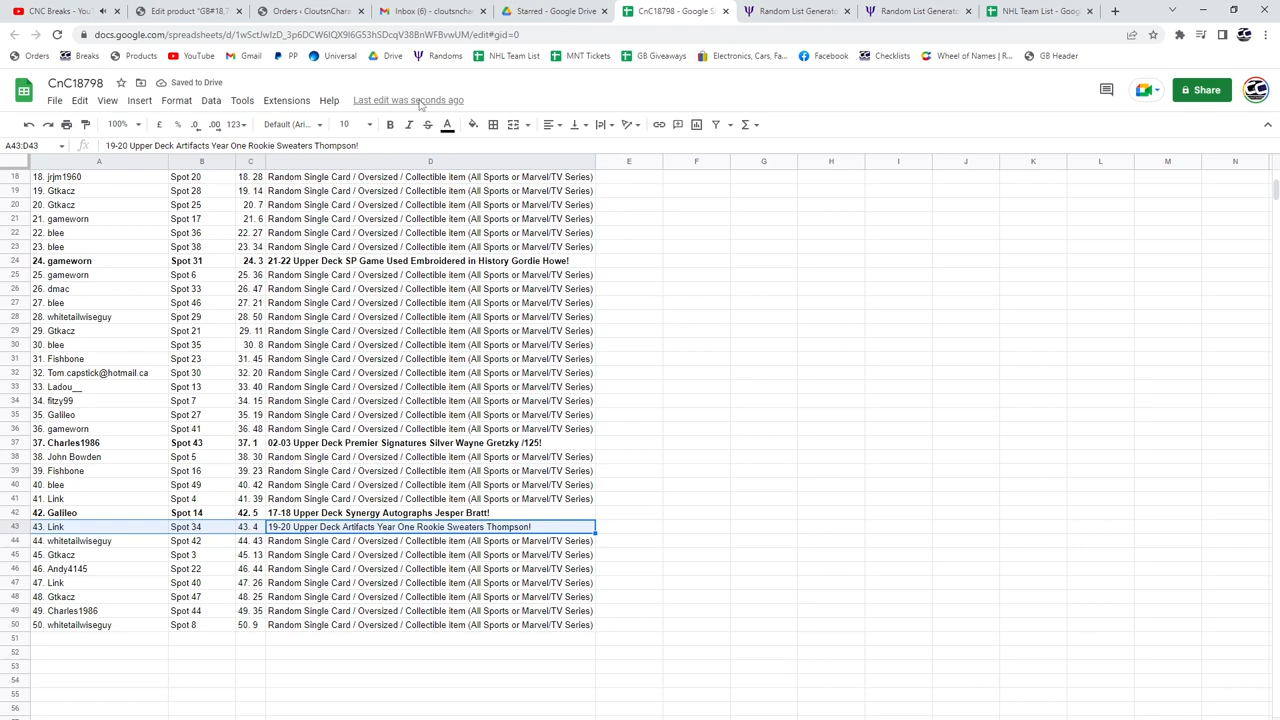 CNC Breaks - YouT
Edit product "GB#18,7
Orders ‹ CloutsnChara
Inbox (6) - cloutsnchar
Starred - Google Drive
CnC18798 - Google Sh
Random List Generato
Random List Generato
NHL Team List - Goog
docs.google.com/spreadsheets/d/1wSctJwIzD_3p6DCW6IQX9I6G53hSDcqV38BnWFBvwUM/edit#gid=0
Orders
Breaks
Products
YouTube
Gmail
PP
Universal
Drive
Randoms
NHL Team List
MNT Tickets
GB Giveaways
Electronics, Cars, Fa...
Facebook
Checklists
Wheel of Names | R...
GB Header
CnC18798
Saved to Drive
File Edit View Insert Format Data Tools Extensions Help Last edit was seconds ago
Share
100% £ % .0 .00 123 Default (Ari... 10
A43:D43 fx 19-20 Upper Deck Artifacts Year One Rookie Sweaters Thompson!
A B C D E F G H I J K L M N
18 18. jrjm1960 Spot 20 18. 28 Random Single Card / Oversized / Collectible item (All Sports or Marvel/TV Series)
19 19. Gtkacz Spot 28 19. 14 Random Single Card / Oversized / Collectible item (All Sports or Marvel/TV Series)
20 20. Gtkacz Spot 25 20. 7 Random Single Card / Oversized / Collectible item (All Sports or Marvel/TV Series)
21 21. gameworn Spot 17 21. 6 Random Single Card / Oversized / Collectible item (All Sports or Marvel/TV Series)
22 22. blee Spot 36 22. 27 Random Single Card / Oversized / Collectible item (All Sports or Marvel/TV Series)
23 23. blee Spot 38 23. 34 Random Single Card / Oversized / Collectible item (All Sports or Marvel/TV Series)
24 24. gameworn Spot 31 24. 3 21-22 Upper Deck SP Game Used Embroidered in History Gordie Howe!
25 25. gameworn Spot 6 25. 36 Random Single Card / Oversized / Collectible item (All Sports or Marvel/TV Series)
26 26. dmac Spot 33 26. 47 Random Single Card / Oversized / Collectible item (All Sports or Marvel/TV Series)
27 27. blee Spot 46 27. 21 Random Single Card / Oversized / Collectible item (All Sports or Marvel/TV Series)
28 28. whitetailwiseguy Spot 29 28. 50 Random Single Card / Oversized / Collectible item (All Sports or Marvel/TV Series)
29 29. Gtkacz Spot 21 29. 11 Random Single Card / Oversized / Collectible item (All Sports or Marvel/TV Series)
30 30. blee Spot 35 30. 8 Random Single Card / Oversized / Collectible item (All Sports or Marvel/TV Series)
31 31. Fishbone Spot 23 31. 45 Random Single Card / Oversized / Collectible item (All Sports or Marvel/TV Series)
32 32. Tom.capstick@hotmail.ca Spot 30 32. 20 Random Single Card / Oversized / Collectible item (All Sports or Marvel/TV Series)
33 33. Ladou__ Spot 13 33. 40 Random Single Card / Oversized / Collectible item (All Sports or Marvel/TV Series)
34 34. fitzy99 Spot 7 34. 15 Random Single Card / Oversized / Collectible item (All Sports or Marvel/TV Series)
35 35. Galileo Spot 27 35. 19 Random Single Card / Oversized / Collectible item (All Sports or Marvel/TV Series)
36 36. gameworn Spot 41 36. 48 Random Single Card / Oversized / Collectible item (All Sports or Marvel/TV Series)
37 37. Charles1986 Spot 43 37. 1 02-03 Upper Deck Premier Signatures Silver Wayne Gretzky /125!
38 38. John Bowden Spot 5 38. 30 Random Single Card / Oversized / Collectible item (All Sports or Marvel/TV Series)
39 39. Fishbone Spot 16 39. 23 Random Single Card / Oversized / Collectible item (All Sports or Marvel/TV Series)
40 40. blee Spot 49 40. 42 Random Single Card / Oversized / Collectible item (All Sports or Marvel/TV Series)
41 41. Link Spot 4 41. 39 Random Single Card / Oversized / Collectible item (All Sports or Marvel/TV Series)
42 42. Galileo Spot 14 42. 5 17-18 Upper Deck Synergy Autographs Jesper Bratt!
43 43. Link Spot 34 43. 4 19-20 Upper Deck Artifacts Year One Rookie Sweaters Thompson!
44 44. whitetailwiseguy Spot 42 44. 43 Random Single Card / Oversized / Collectible item (All Sports or Marvel/TV Series)
45 45. Gtkacz Spot 3 45. 13 Random Single Card / Oversized / Collectible item (All Sports or Marvel/TV Series)
46 46. Andy4145 Spot 22 46. 44 Random Single Card / Oversized / Collectible item (All Sports or Marvel/TV Series)
47 47. Link Spot 40 47. 26 Random Single Card / Oversized / Collectible item (All Sports or Marvel/TV Series)
48 48. Gtkacz Spot 47 48. 25 Random Single Card / Oversized / Collectible item (All Sports or Marvel/TV Series)
49 49. Charles1986 Spot 44 49. 35 Random Single Card / Oversized / Collectible item (All Sports or Marvel/TV Series)
50 50. whitetailwiseguy Spot 8 50. 9 Random Single Card / Oversized / Collectible item (All Sports or Marvel/TV Series)
51
52
53
54
55
56